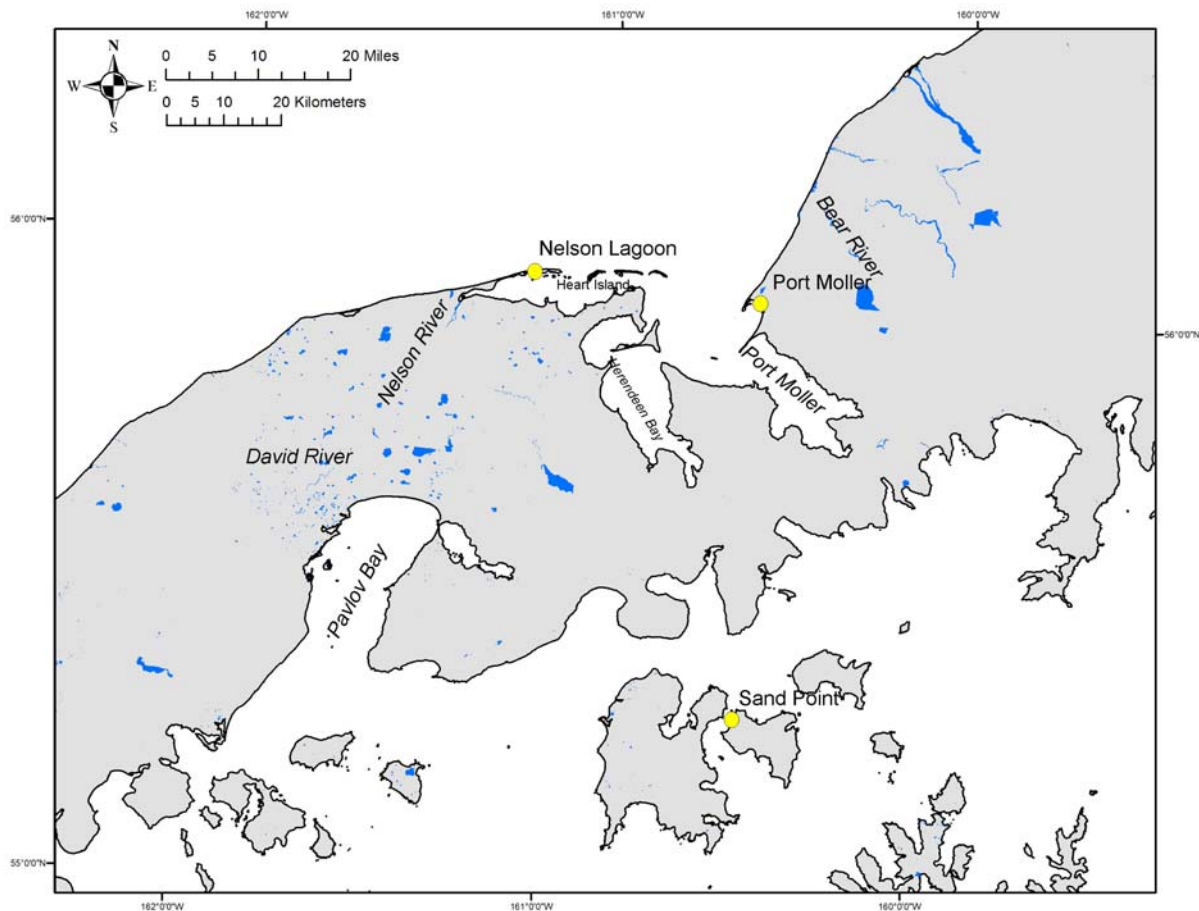 162°0'0"W
161°0'0"W
160°0'0"W
N
W E
S
0 5 10 20 Miles
0 5 10 20 Kilometers
56°0'0"N
56°0'0"N
Bear River
Nelson Lagoon
Heart Island
Port Moller
Nelson River
Port Moller
Herendeen Bay
David River
Pavlov Bay
Sand Point
55°0'0"N
55°0'0"N
162°0'0"W
161°0'0"W
160°0'0"W